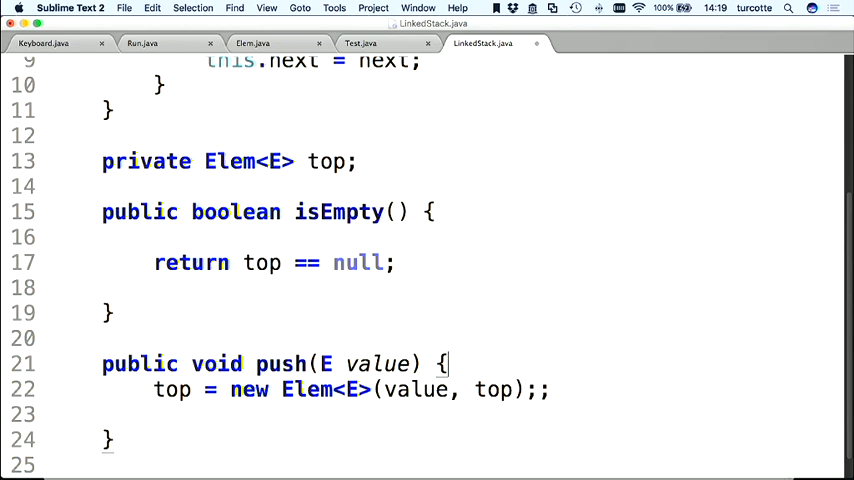 Sublime Text 2 File Edit Selection Find View Goto Tools Project Window Help 100% 14:19 turcotte
LinkedStack.java
Keyboard.java × Run.java × Elem.java × Test.java × LinkedStack.java
9 this.next = next;
10 }
11 }
12
13 private Elem<E> top;
14
15 public boolean isEmpty() {
16
17 return top == null;
18
19 }
20
21 public void push(E value) {
22 top = new Elem<E>(value, top);;
23
24 }
25